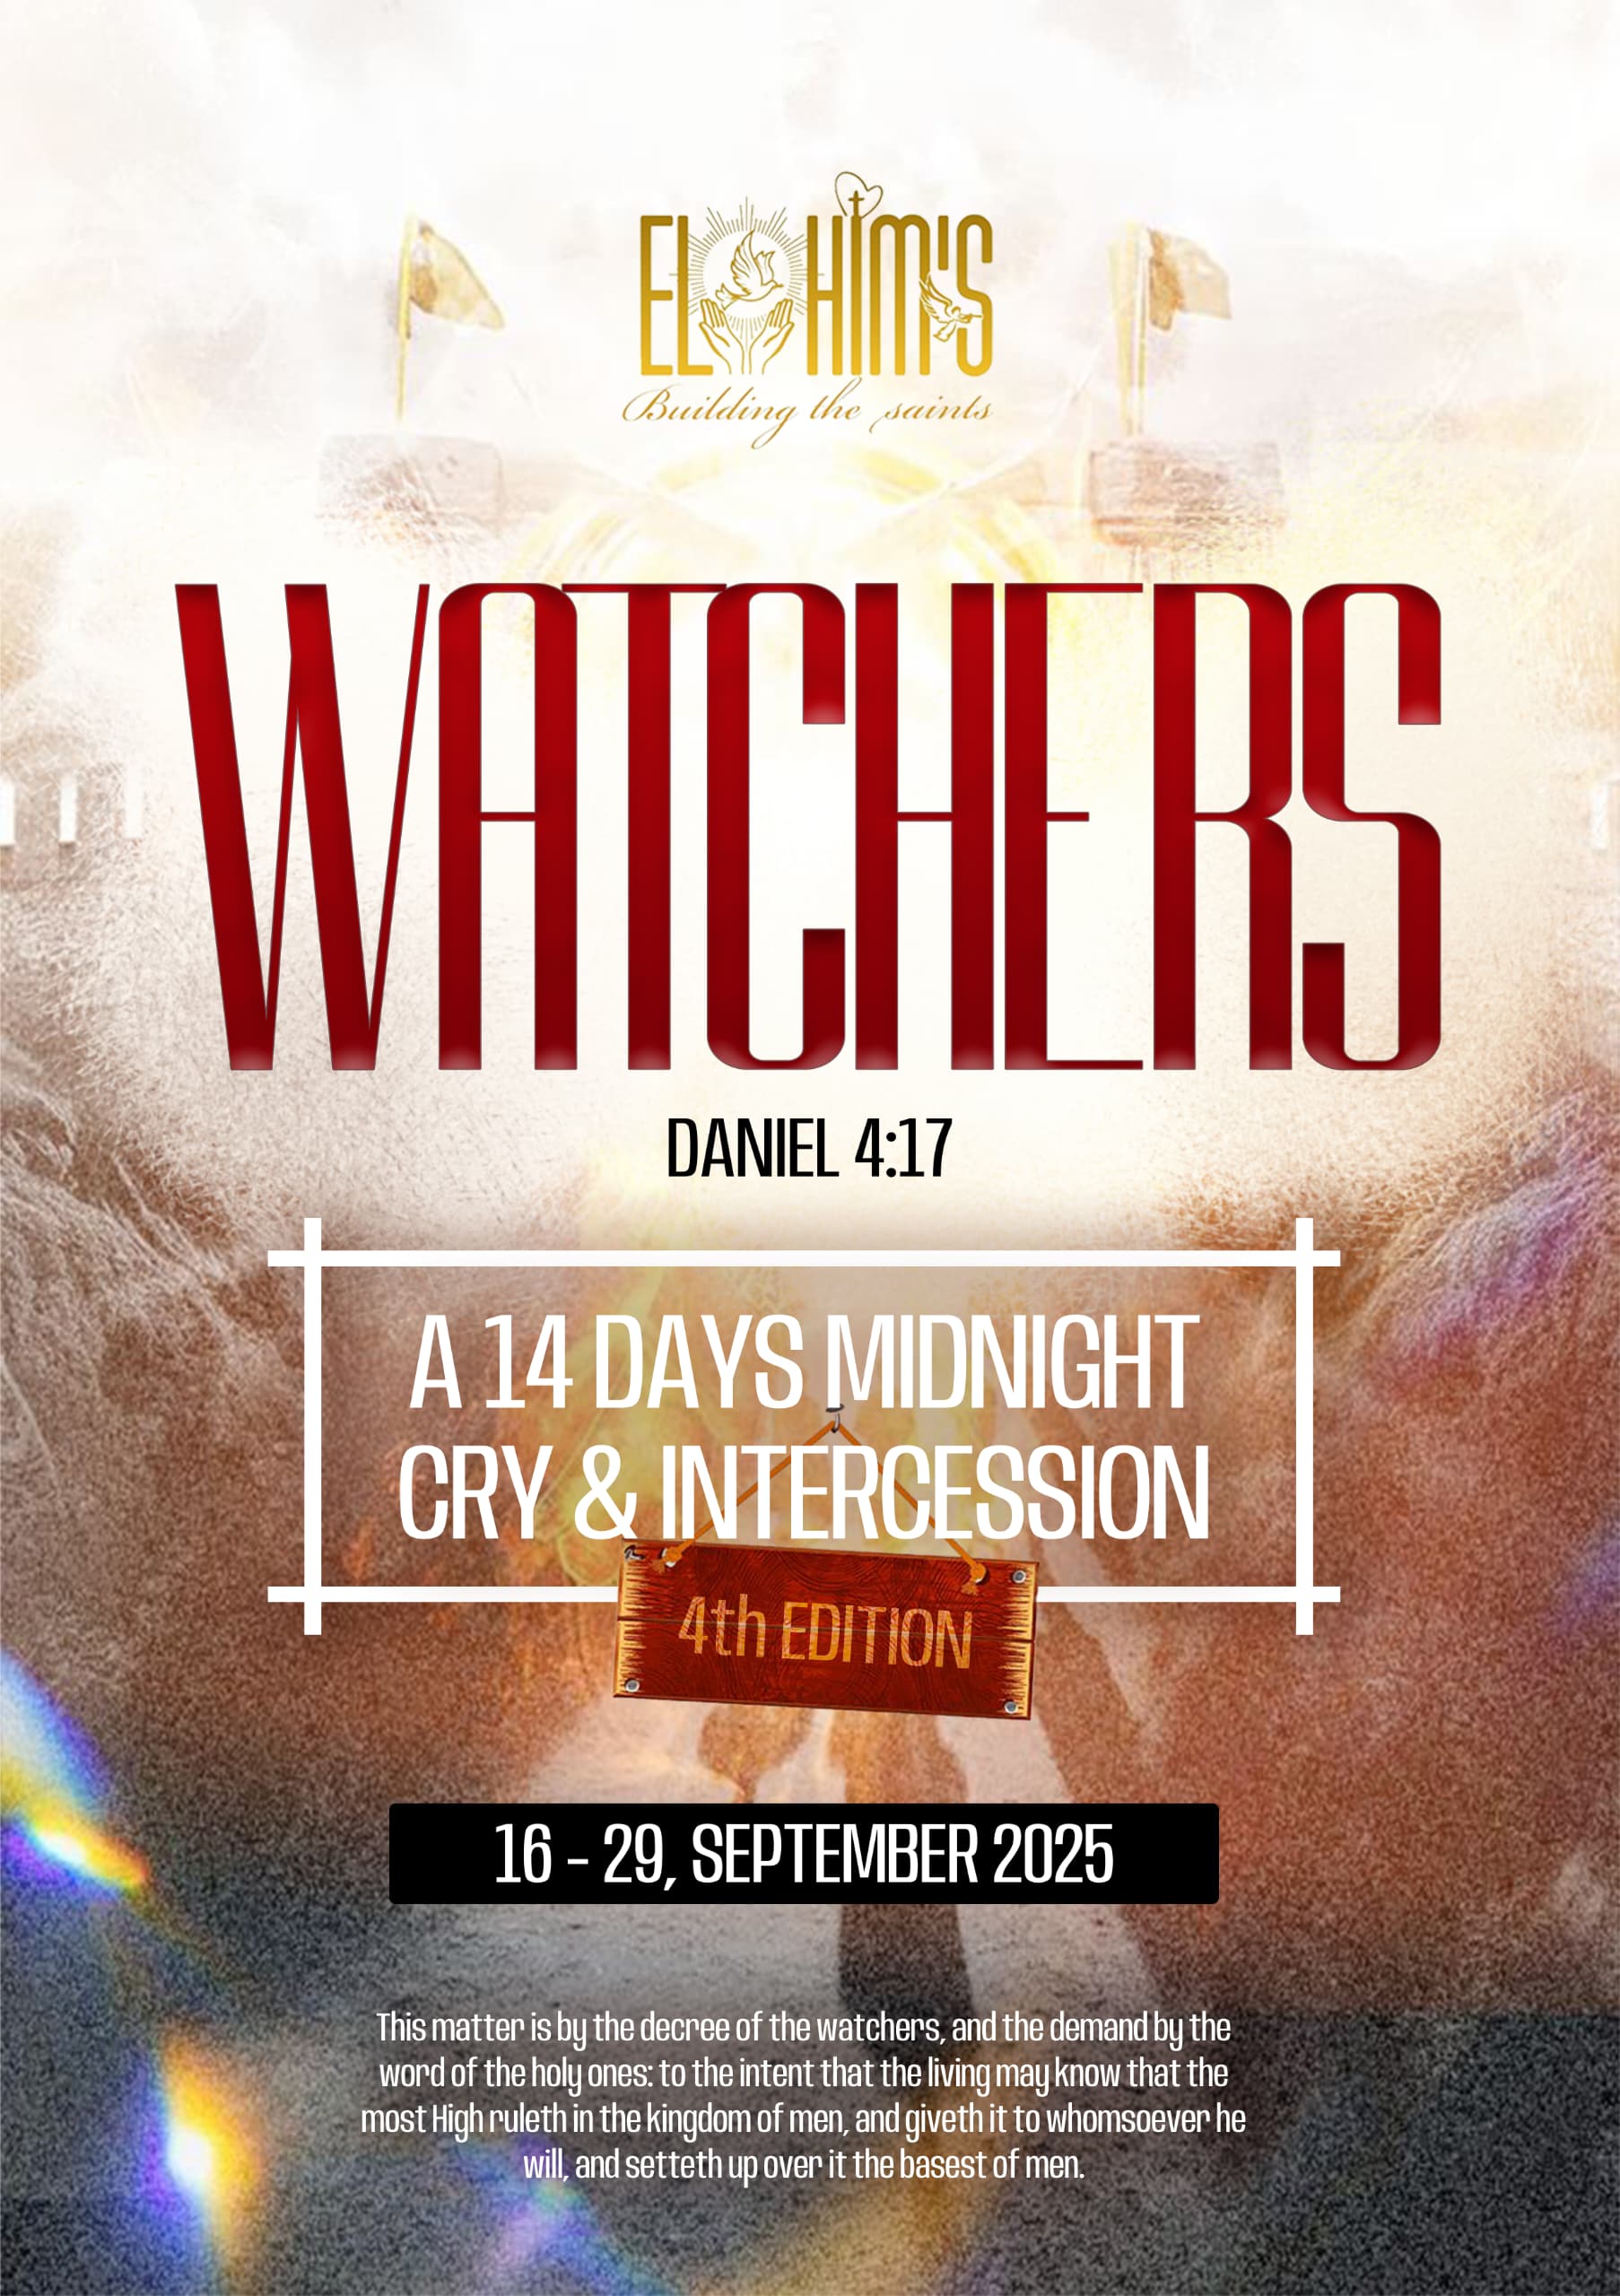 ELOHIM'S
Building the saints
WATCHERS
DANIEL 4:17
A 14 DAYS MIDNIGHT
CRY & INTERCESSION
4th EDITION
16 - 29, SEPTEMBER 2025
This matter is by the decree of the watchers, and the demand by the
word of the holy ones: to the intent that the living may know that the
most High ruleth in the kingdom of men, and giveth it to whomsoever he
will, and setteth up over it the basest of men.